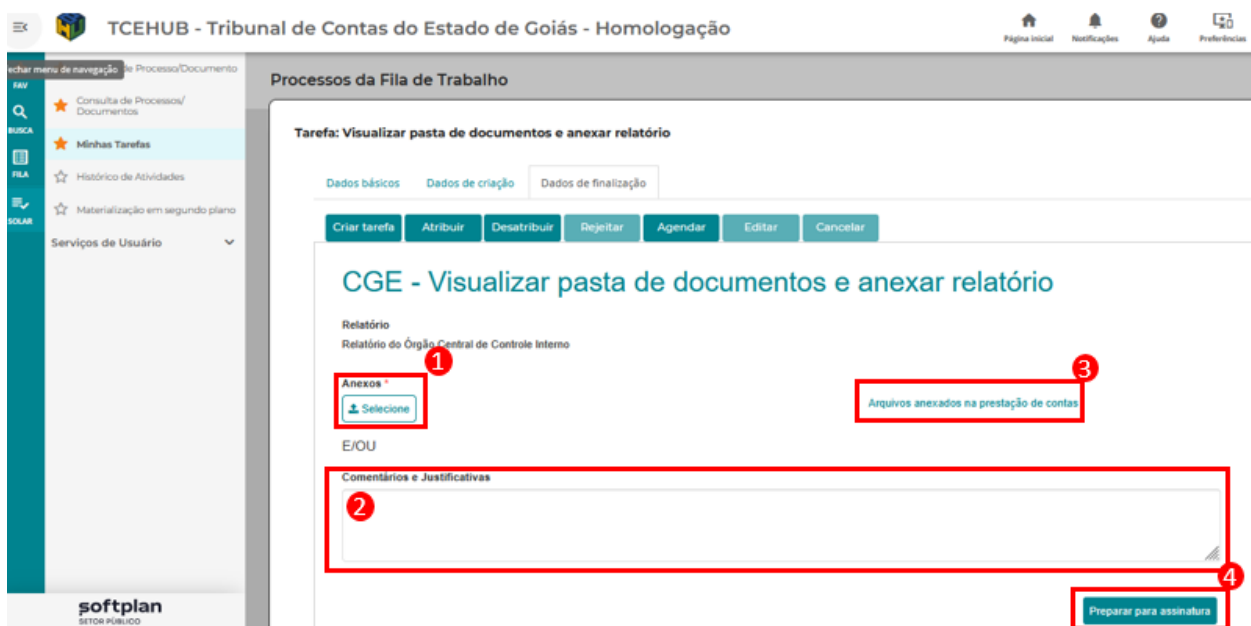 TCEHUB - Tribunal de Contas do Estado de Goiás - Homologação
Página inicial
Notificações
Ajuda
Preferências
echar menu de navegação
de Processo/Documento
FAV
Consulta de Processos/
Documentos
BUSCA
Minhas Tarefas
FILA
Histórico de Atividades
SOLAR
Materialização em segundo plano
Serviços de Usuário
softplan
SETOR PÚBLICO
Processos da Fila de Trabalho
Tarefa: Visualizar pasta de documentos e anexar relatório
Dados básicos Dados de criação Dados de finalização
Criar tarefa Atribuir Desatribuir Rejeitar Agendar Editar Cancelar
CGE - Visualizar pasta de documentos e anexar relatório
Relatório
Relatório do Órgão Central de Controle Interno
1
Anexos *
Selecione
3
Arquivos anexados na prestação de contas
E/OU
Comentários e Justificativas
2
4
Preparar para assinatura